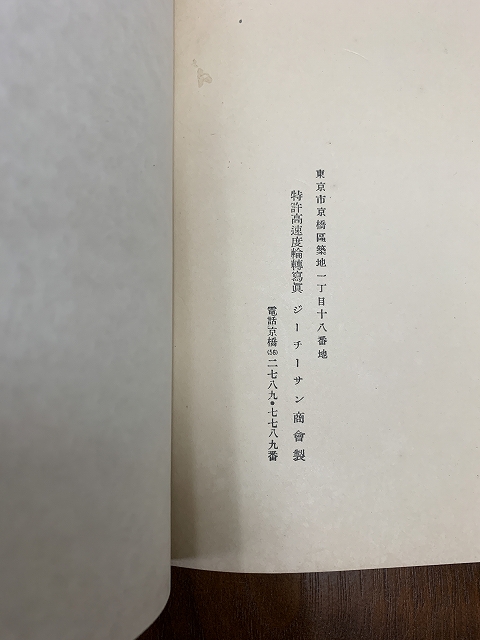 東京市京橋區築地一丁目十八番地
特許高速度輪轉寫眞 ジーチーサン商會製
電話京橋(56)二七八九・七七八九番